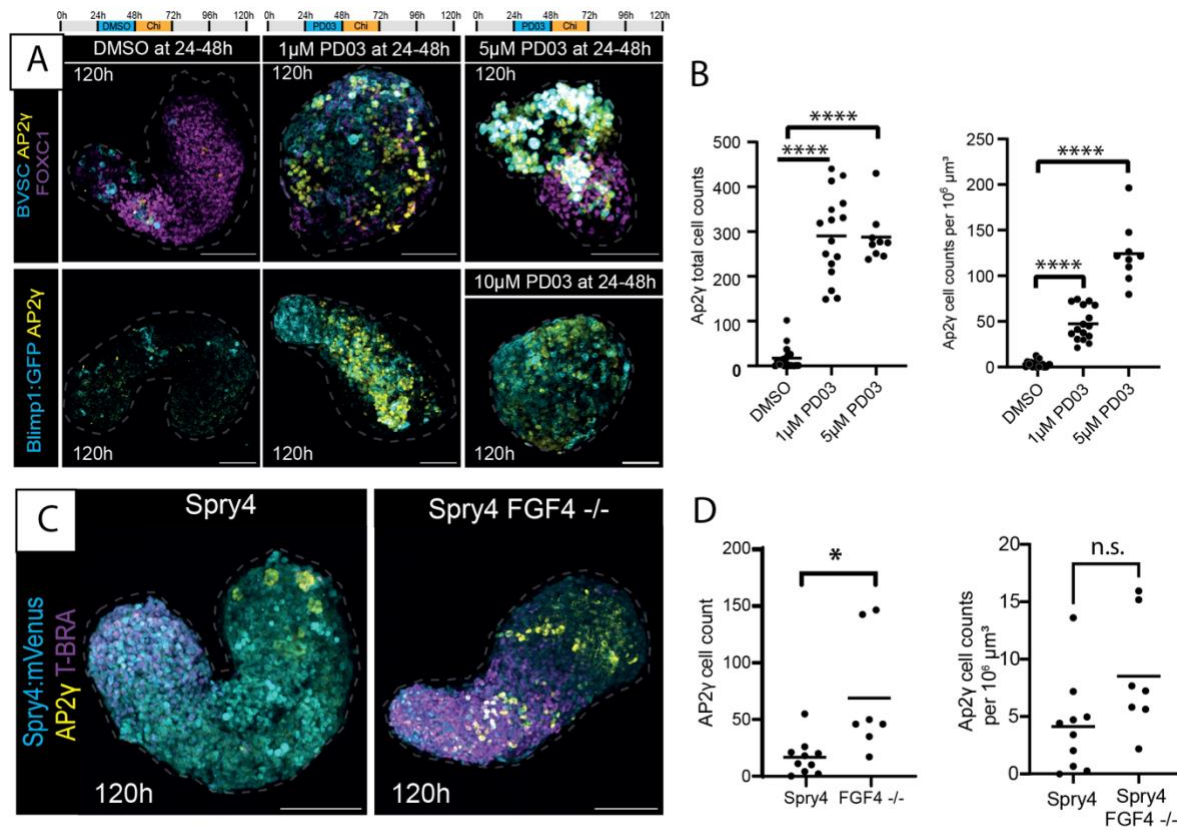 0h 24h 48h 72h 96h 120h 0h 24h 48h 72h 96h 120h 0h 24h 48h 72h 96h 120h
DMSO Chi PD03 Chi PD03 Chi
A
DMSO at 24-48h 1µM PD03 at 24-48h 5µM PD03 at 24-48h
120h 120h 120h
BVSC AP2γ
FOXC1
10µM PD03 at 24-48h
Blimp1:GFP AP2γ
120h 120h 120h
B
****
****
Ap2γ total cell counts
500
400
300
200
100
0
DMSO
1µM PD03
5µM PD03
****
****
Ap2γ cell counts per 10⁶ µm³
250
200
150
100
50
0
DMSO
1µM PD03
5µM PD03
C
Spry4 Spry4 FGF4 -/-
Spry4:mVenus
AP2γ T-BRA
120h 120h
D
*
AP2γ cell count
200
150
100
50
0
Spry4 FGF4 -/-
n.s.
Ap2γ cell counts
per 10⁶ µm³
20
15
10
5
0
Spry4
Spry4
FGF4 -/-